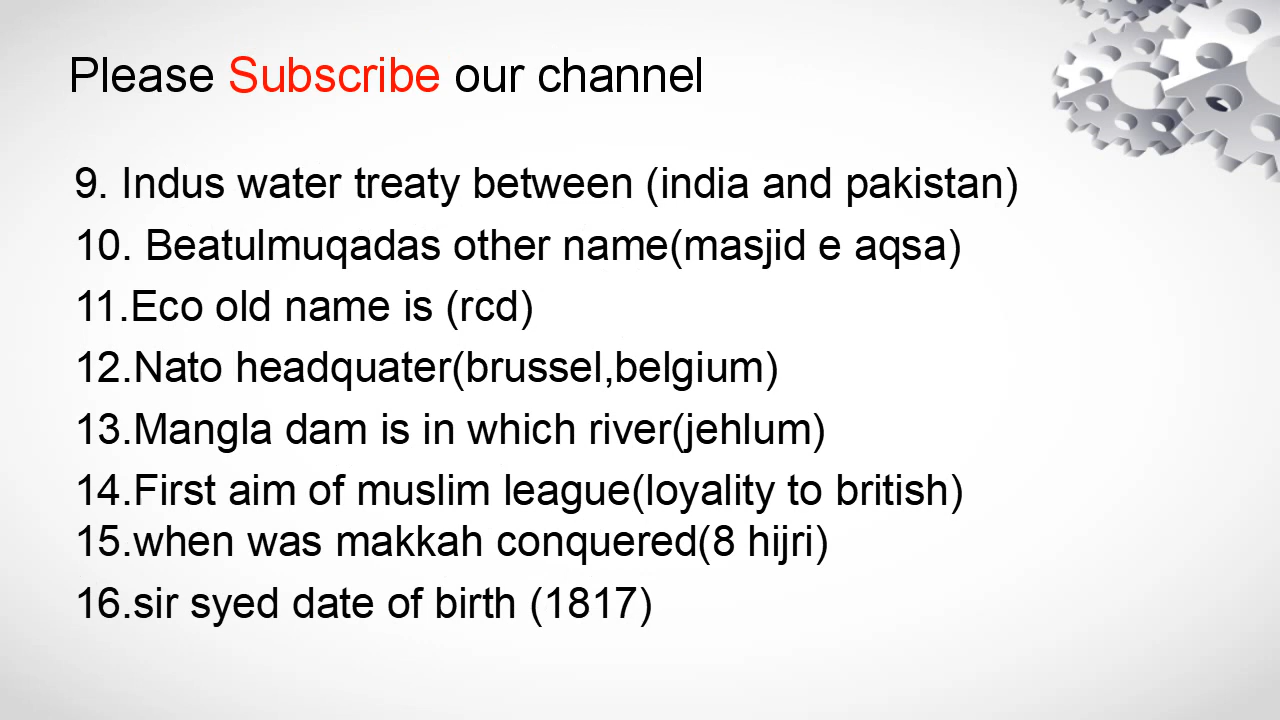 Please Subscribe our channel
9. Indus water treaty between (india and pakistan)
10. Beatulmuqadas other name(masjid e aqsa)
11.Eco old name is (rcd)
12.Nato headquater(brussel,belgium)
13.Mangla dam is in which river(jehlum)
14.First aim of muslim league(loyality to british)
15.when was makkah conquered(8 hijri)
16.sir syed date of birth (1817)